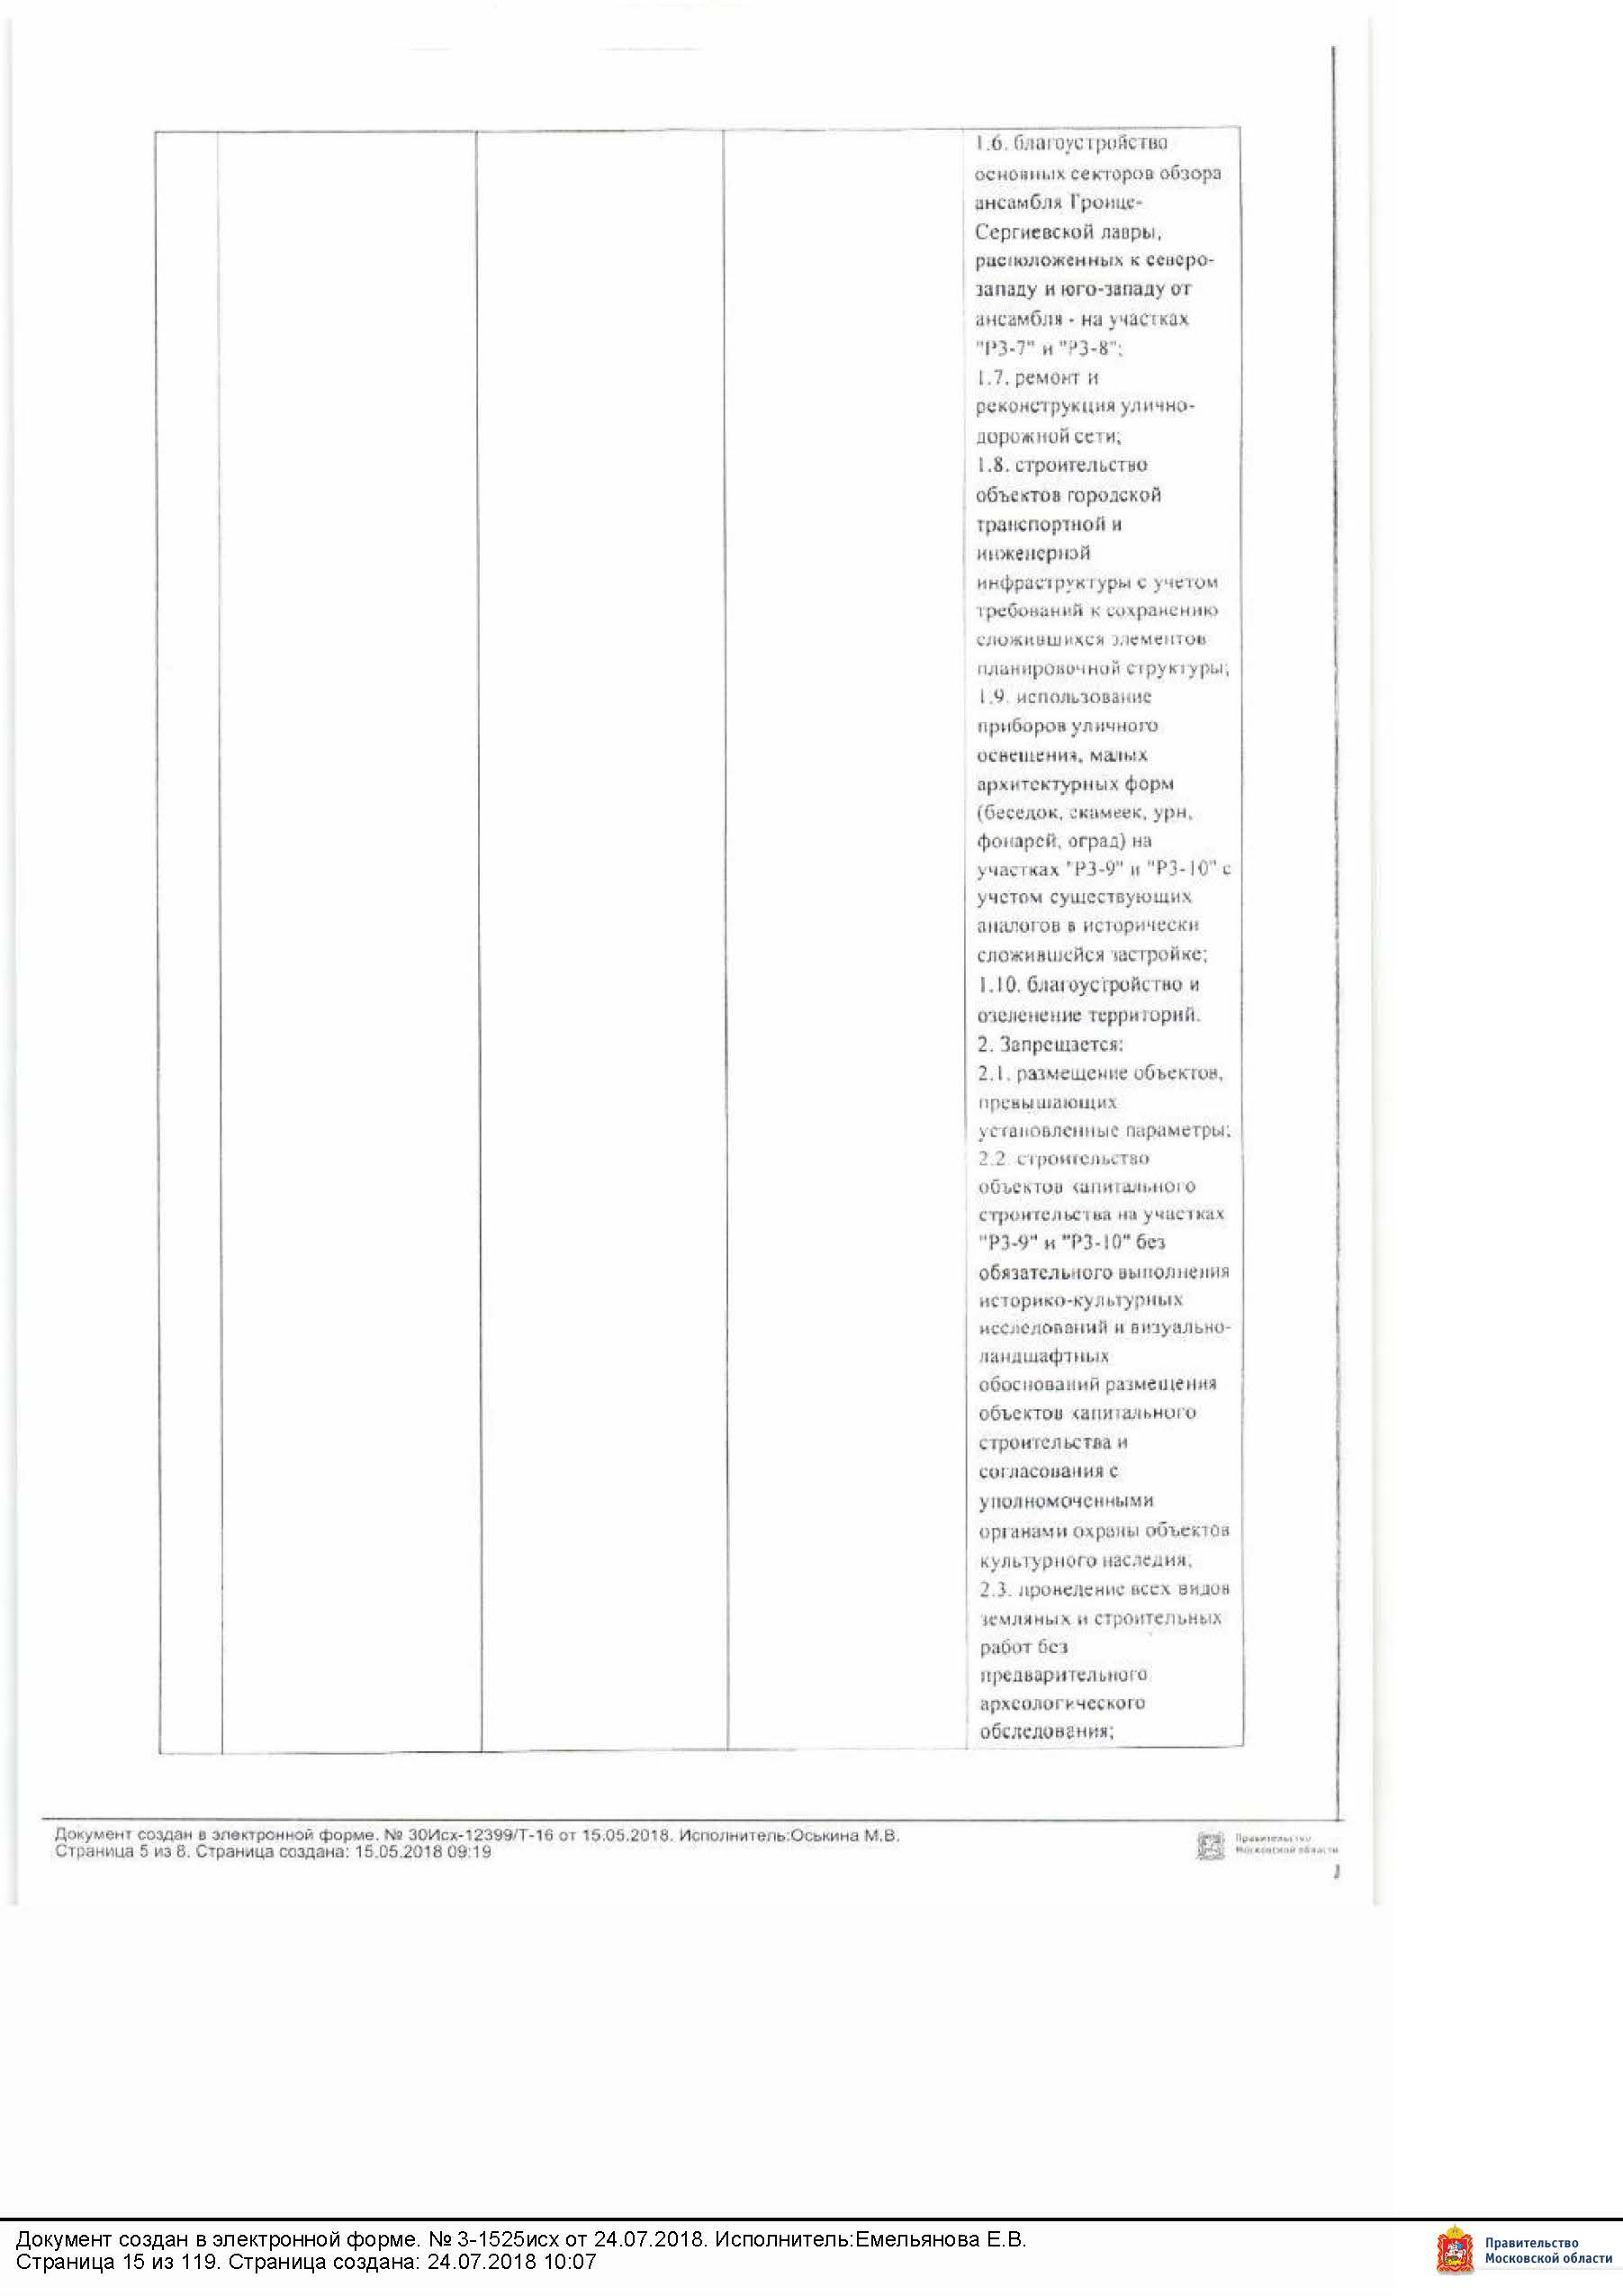 1.6. благоустройство
основных секторов обзора
ансамбля Троице-
Сергиевской лавры,
расположенных к северо-
западу и юго-западу от
ансамбля - на участках
"РЗ-7" и "РЗ-8";
1.7. ремонт и
реконструкция улично-
дорожной сети;
1.8. строительство
объектов городской
транспортной и
инженерной
инфраструктуры с учетом
требований к сохранению
сложившихся элементов
планировочной структуры;
1.9. использование
приборов уличного
освещения, малых
архитектурных форм
(беседок, скамеек, урн,
фонарей, оград) на
участках "РЗ-9" и "РЗ-10" с
учетом существующих
аналогов в исторически
сложившейся застройке;
1.10. благоустройство и
озеленение территорий.
2. Запрещается:
2.1. размещение объектов,
превышающих
установленные параметры;
2.2. строительство
объектов капитального
строительства на участках
"РЗ-9" и "РЗ-10" без
обязательного выполнения
историко-культурных
исследований и визуально-
ландшафтных
обоснований размещения
объектов капитального
строительства и
согласования с
уполномоченными
органами охраны объектов
культурного наследия;
2.3. проведение всех видов
земляных и строительных
работ без
предварительного
археологического
обследования;
Документ создан в электронной форме. № 30Исх-12399/Т-16 от 15.05.2018. Исполнитель:Оськина М.В.
Страница 5 из 8. Страница создана: 15.05.2018 09:19
Правительство
Московской области
Документ создан в электронной форме. № 3-1525исх от 24.07.2018. Исполнитель:Емельянова Е.В.
Страница 15 из 119. Страница создана: 24.07.2018 10:07
Правительство
Московской области